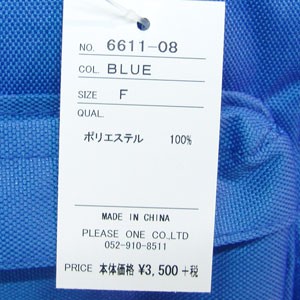 NO. 6611-08
COL. BLUE
SIZE F
QUAL.
ポリエステル 100%
MADE IN CHINA
PLEASE ONE CO.,LTD
052-910-8511
PRICE 本体価格 ¥3,500 +税